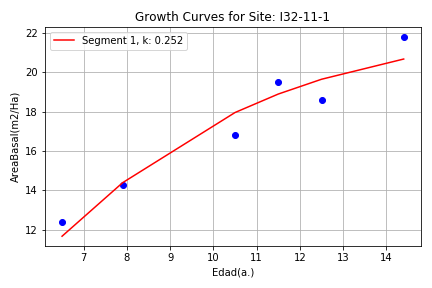 Growth Curves for Site: I32-11-1
Segment 1, k: 0.252
AreaBasal(m2/Ha)
22
20
18
16
14
12
7 8 9 10 11 12 13 14
Edad(a.)